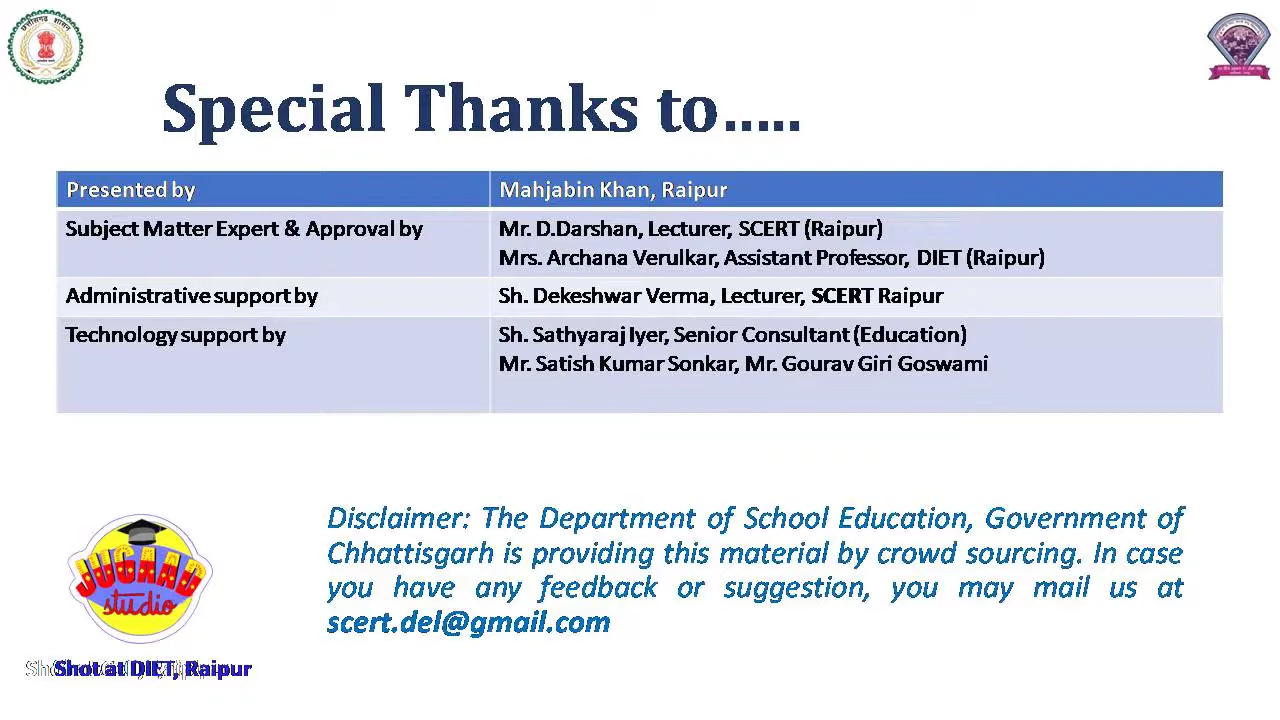 छत्तीसगढ़ शासन
Special Thanks to.....
Presented by Mahjabin Khan, Raipur
Subject Matter Expert & Approval by Mr. D.Darshan, Lecturer, SCERT (Raipur)
Mrs. Archana Verulkar, Assistant Professor, DIET (Raipur)
Administrative support by Sh. Dekeshwar Verma, Lecturer, SCERT Raipur
Technology support by Sh. Sathyaraj Iyer, Senior Consultant (Education)
Mr. Satish Kumar Sonkar, Mr. Gourav Giri Goswami
Disclaimer: The Department of School Education, Government of
Chhattisgarh is providing this material by crowd sourcing. In case
you have any feedback or suggestion, you may mail us at
scert.del@gmail.com
JUGAAD
studio
Shot at DIET, Raipur